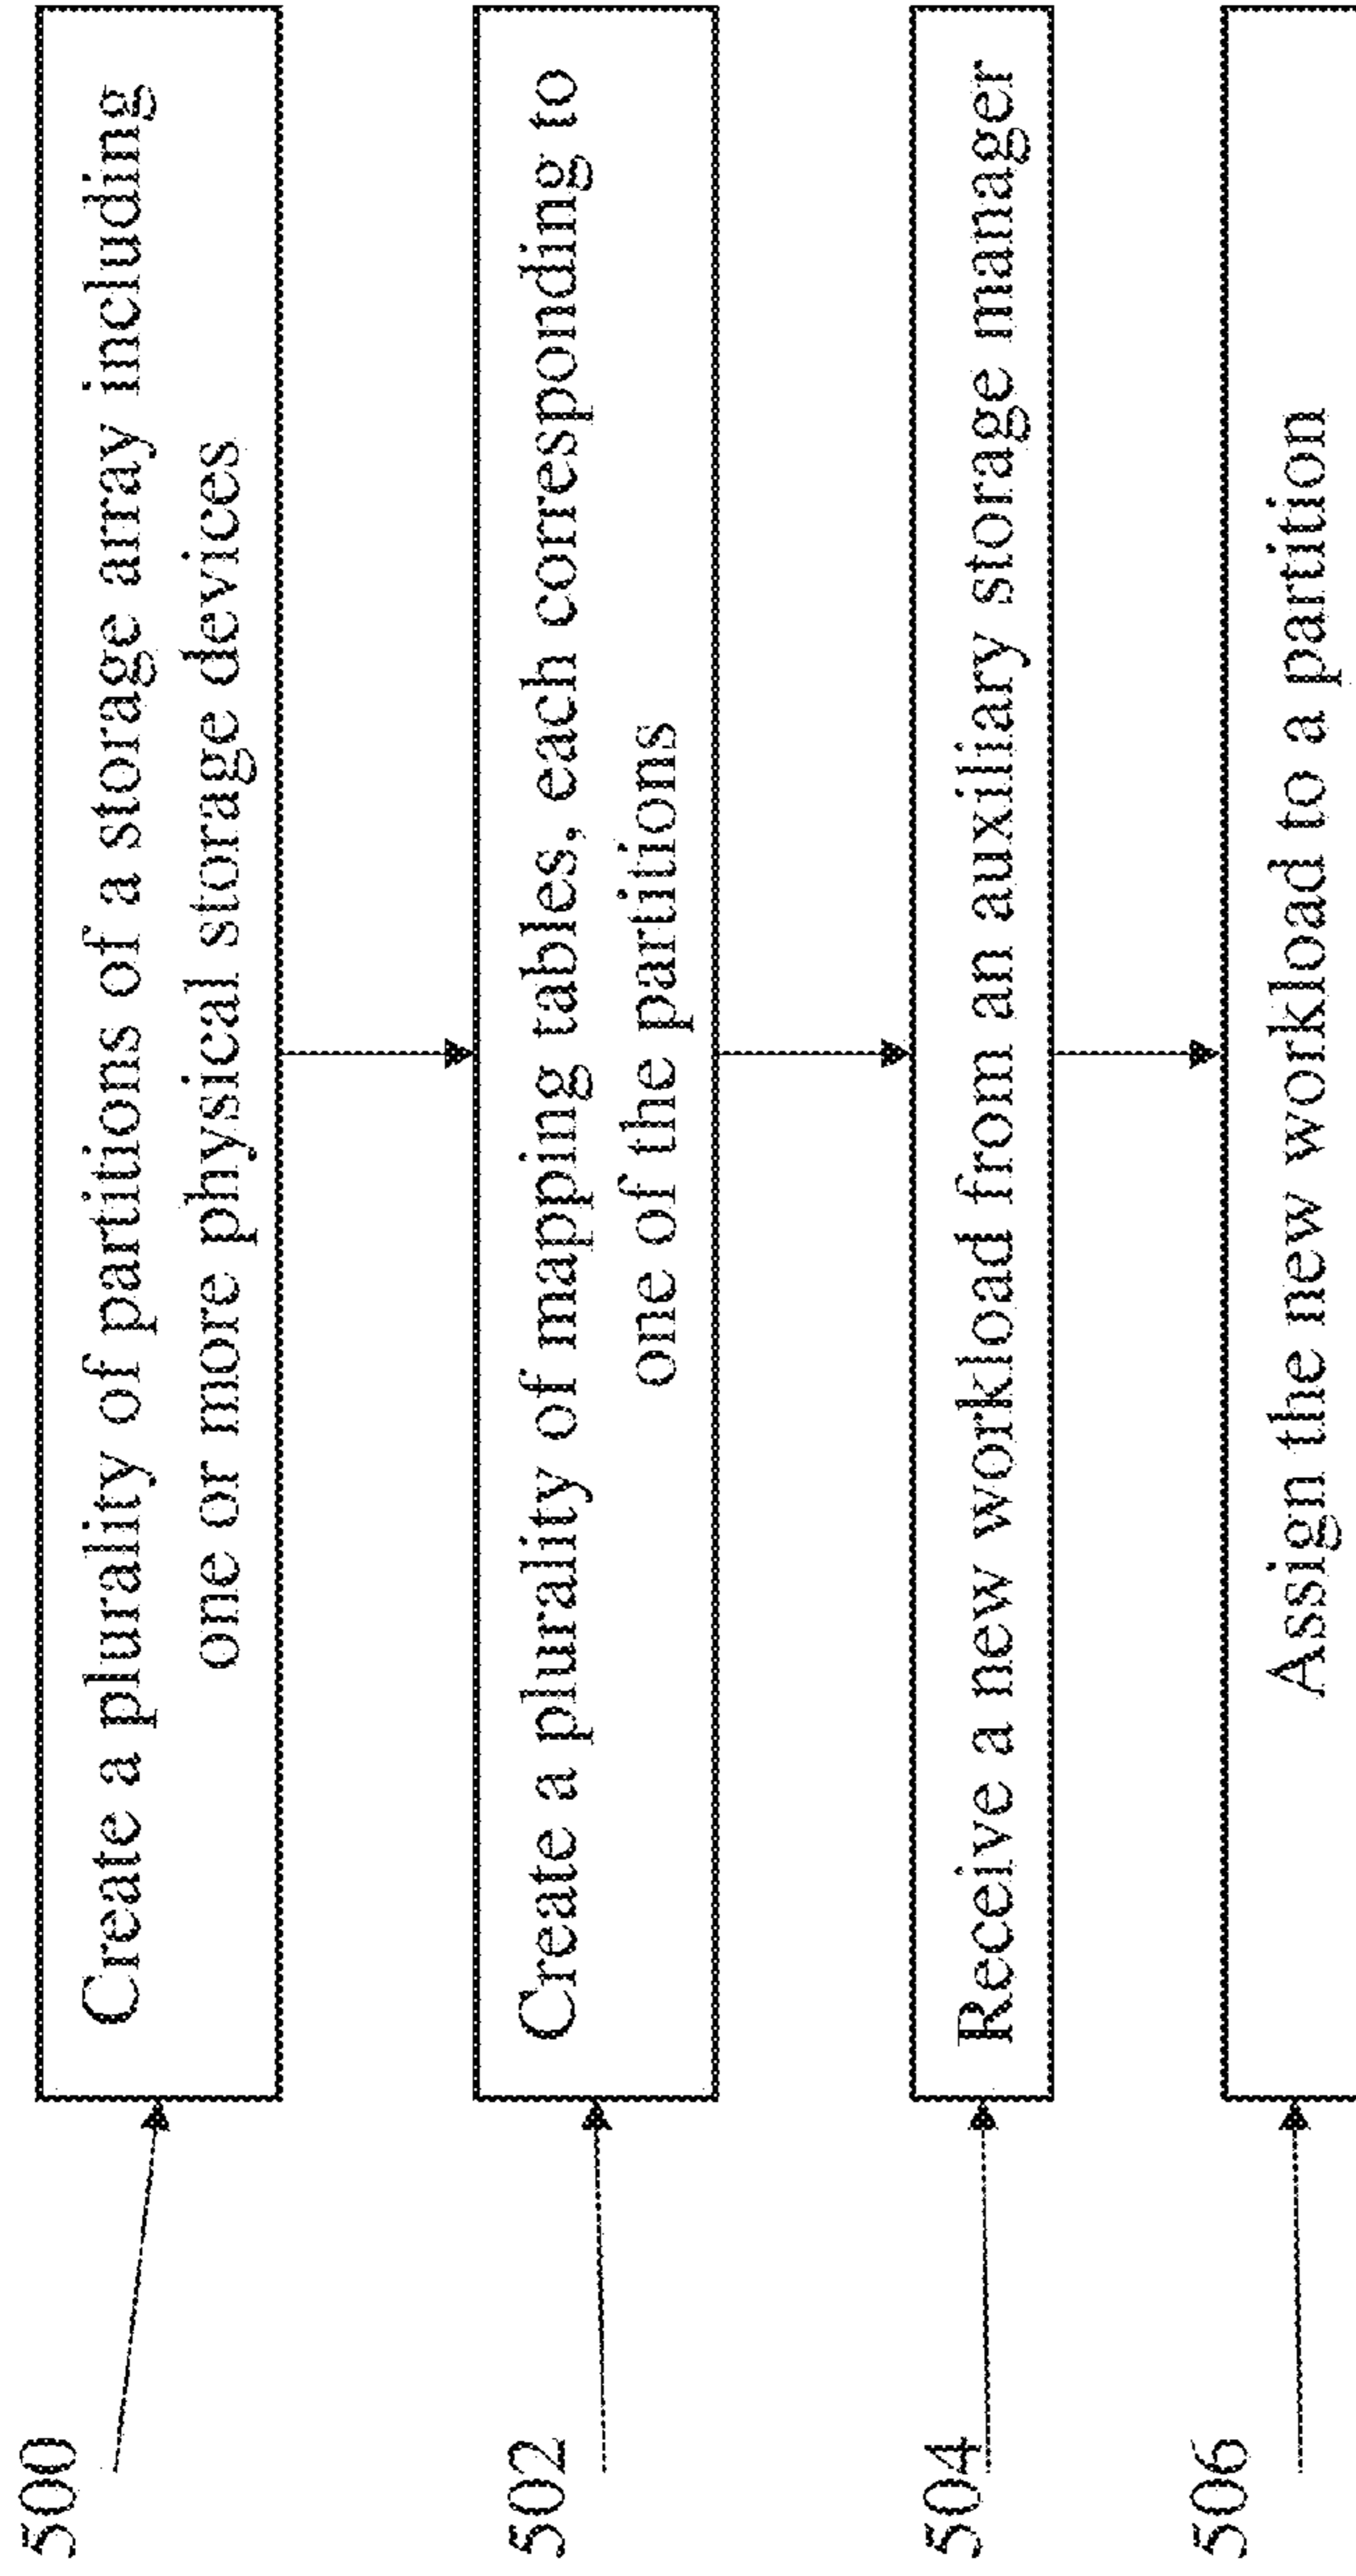 500
Create a plurality of partitions of a storage array including
one or more physical storage devices
502
Create a plurality of mapping tables, each corresponding to
one of the partitions
504
Receive a new workload from an auxiliary storage manager
506
Assign the new workload to a partition